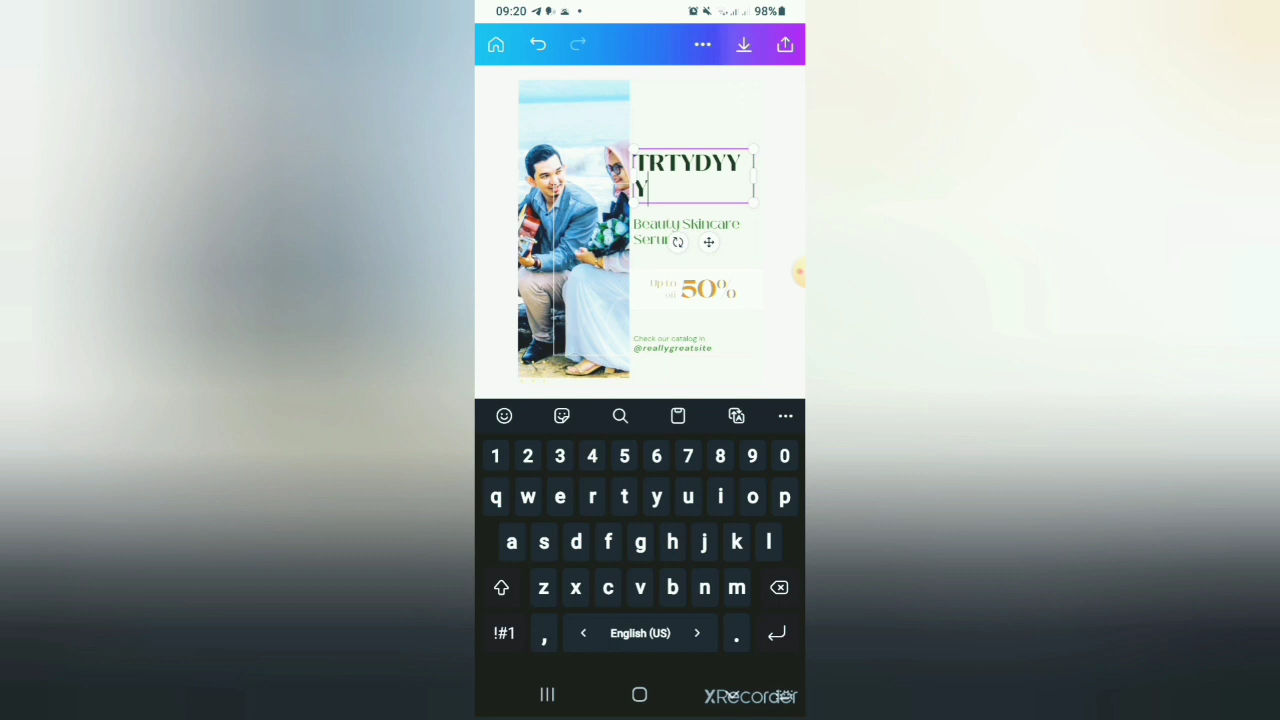 09:20
98%
TRTYDYY
Y
Beauty Skincare
Serum
Up to
off
50%
Check our catalog in
@reallygreatsite
1 2 3 4 5 6 7 8 9 0
q w e r t y u i o p
a s d f g h j k l
z x c v b n m
!#1 , < English (US) > .
XRecorder